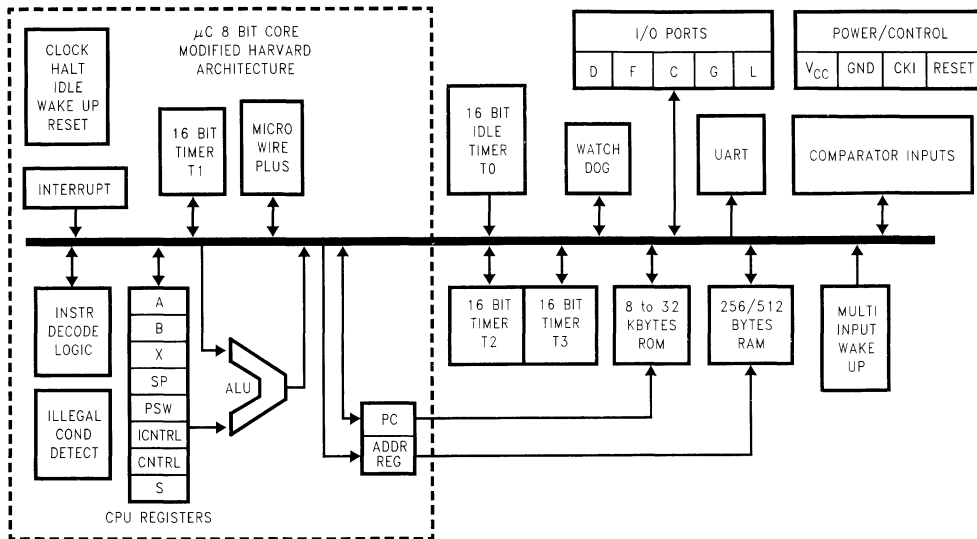 μC 8 BIT CORE
MODIFIED HARVARD
ARCHITECTURE
CLOCK
HALT
IDLE
WAKE UP
RESET
INTERRUPT
16 BIT
TIMER
T1
MICRO
WIRE
PLUS
16 BIT
IDLE
TIMER
T0
WATCH
DOG
I/O PORTS
D F C G L
UART
POWER/CONTROL
VCC GND CKI RESET
COMPARATOR INPUTS
INSTR
DECODE
LOGIC
ILLEGAL
COND
DETECT
A
B
X
SP
PSW
ICNTRL
CNTRL
S
CPU REGISTERS
ALU
PC
ADDR
REG
16 BIT
TIMER
T2
16 BIT
TIMER
T3
8 to 32
KBYTES
ROM
256/512
BYTES
RAM
MULTI
INPUT
WAKE
UP